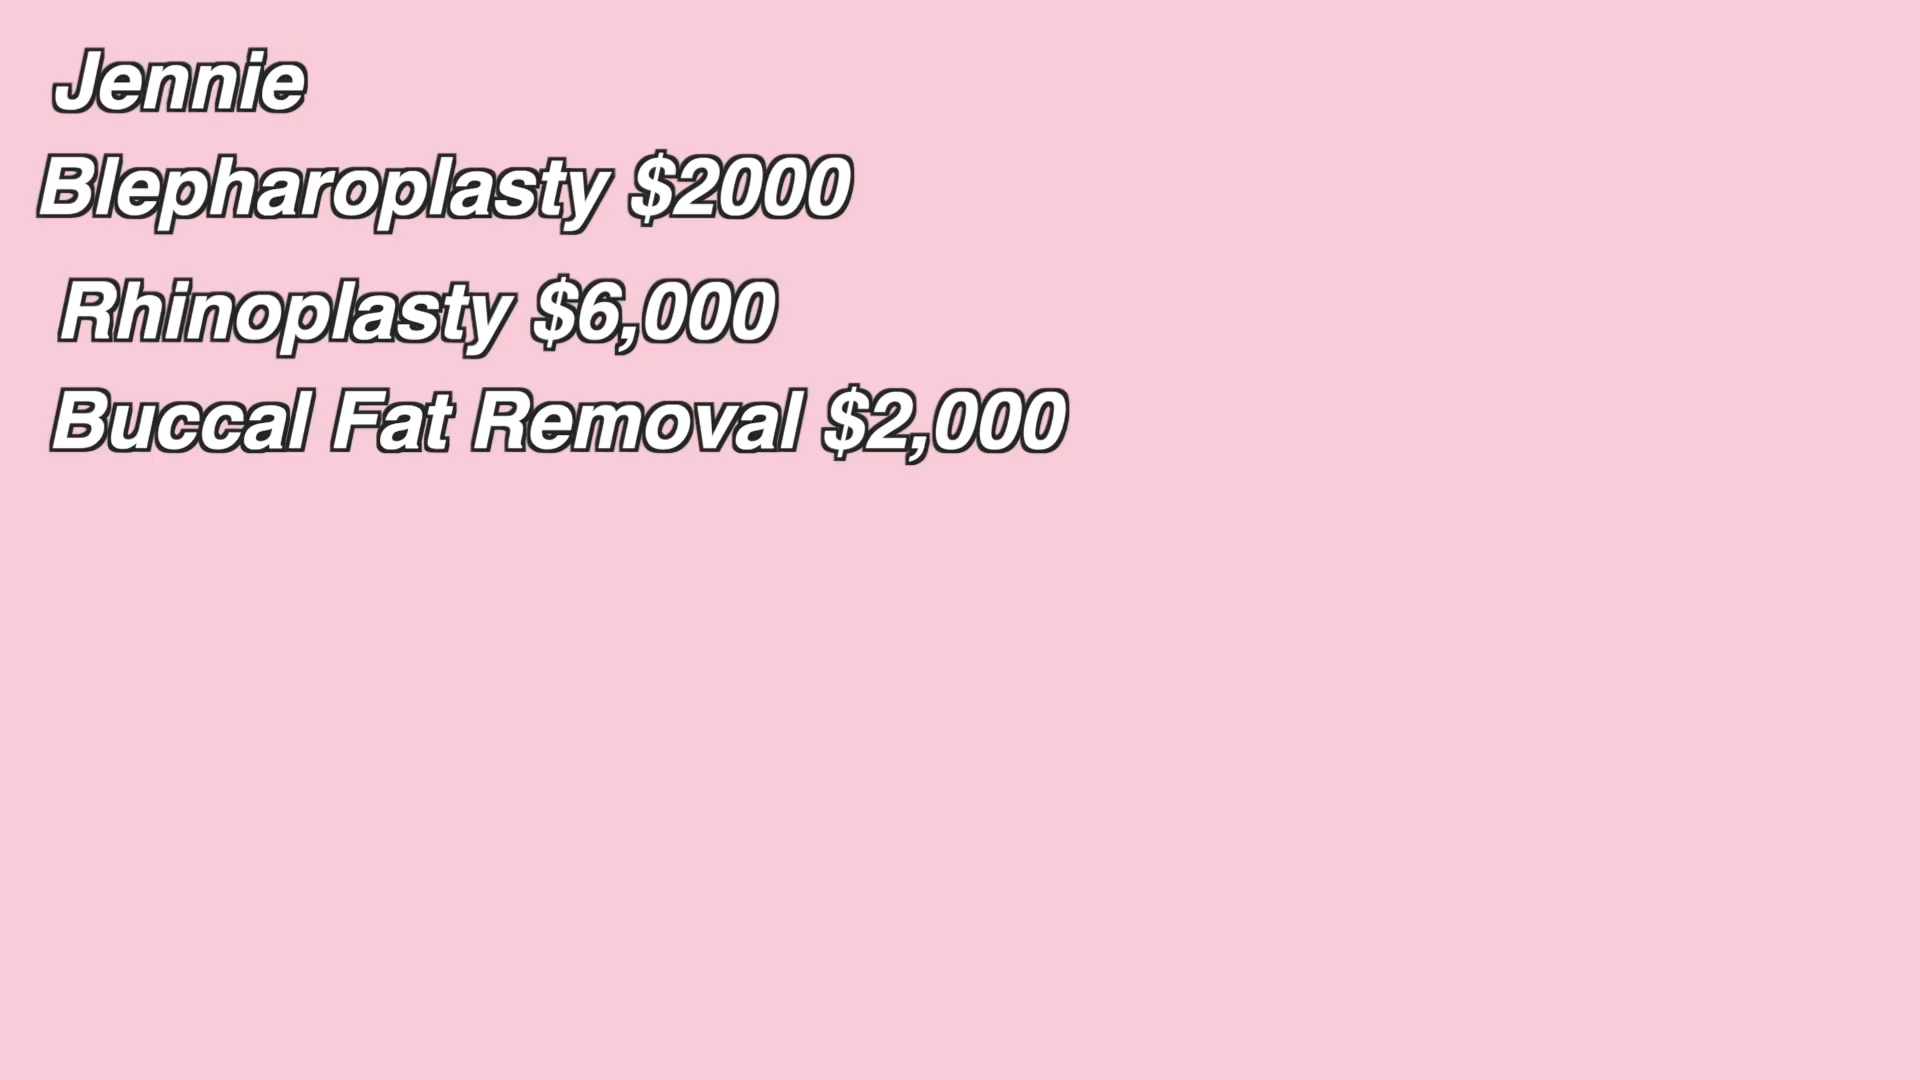 Jennie
Blepharoplasty $2000
Rhinoplasty $6,000
Buccal Fat Removal $2,000